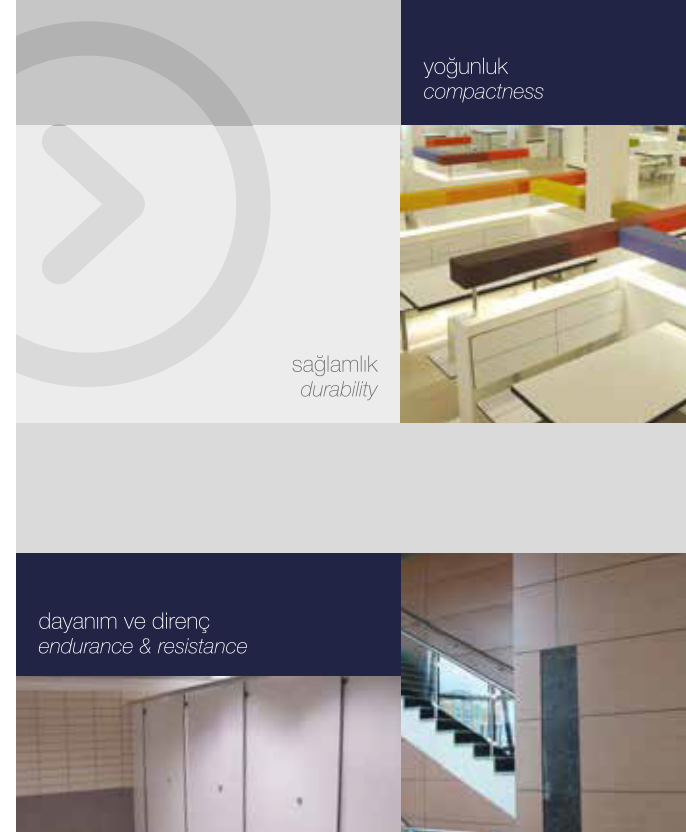 yoğunluk
compactness
sağlamlık
durability
dayanım ve direnç
endurance & resistance